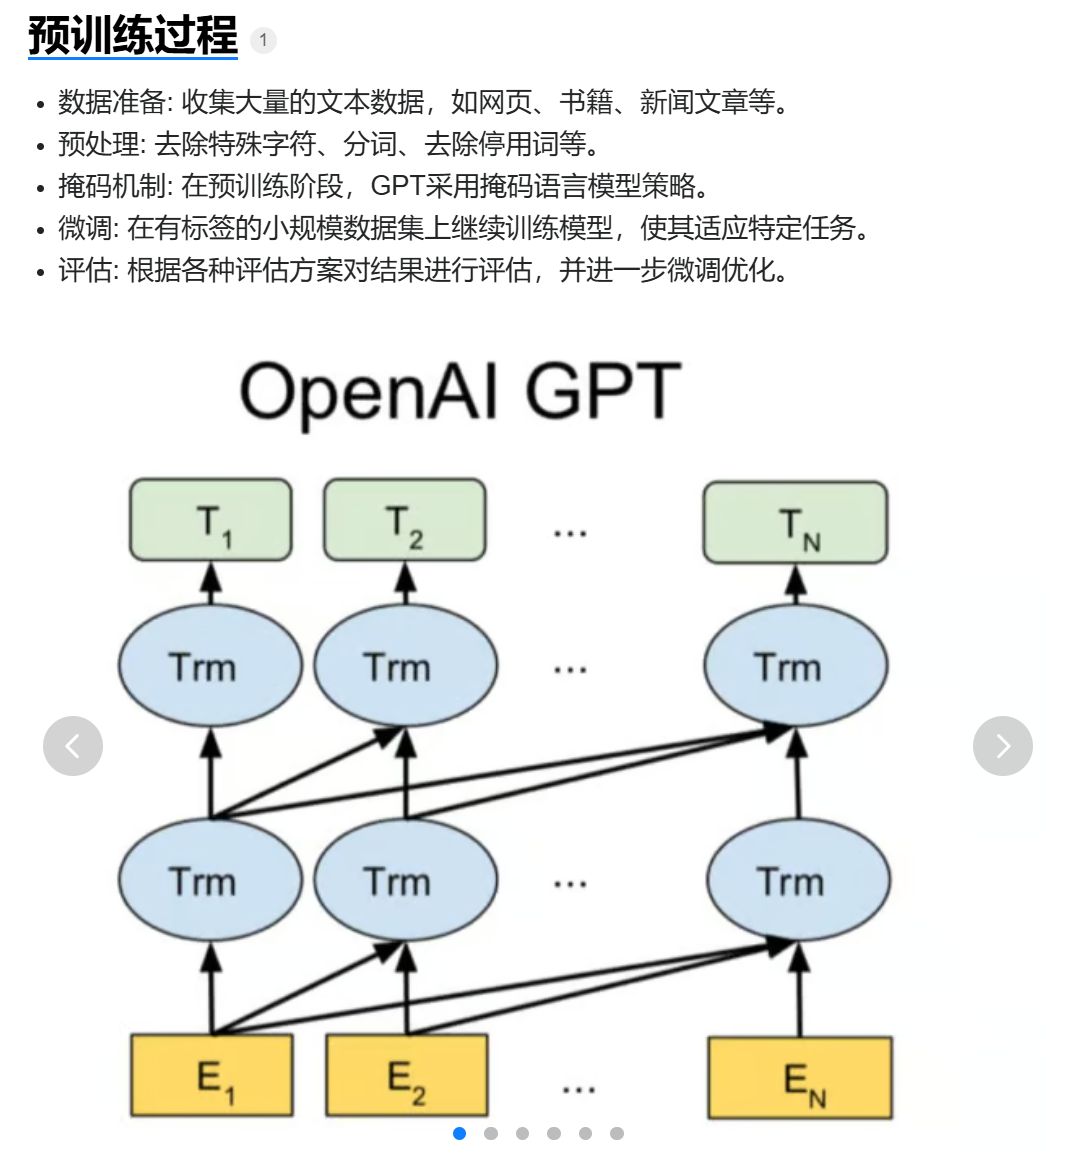 预训练过程 1
• 数据准备: 收集大量的文本数据，如网页、书籍、新闻文章等。
• 预处理: 去除特殊字符、分词、去除停用词等。
• 掩码机制: 在预训练阶段，GPT采用掩码语言模型策略。
• 微调: 在有标签的小规模数据集上继续训练模型，使其适应特定任务。
• 评估: 根据各种评估方案对结果进行评估，并进一步微调优化。
OpenAI GPT
T1 T2 ... TN
Trm Trm ... Trm
Trm Trm ... Trm
E1 E2 ... EN